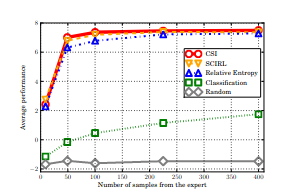 8
6
4
2
0
−2
Average performance
CSI
SCIRL
Relative Entropy
Classification
Random
0 50 100 150 200 250 300 350 400
Number of samples from the expert